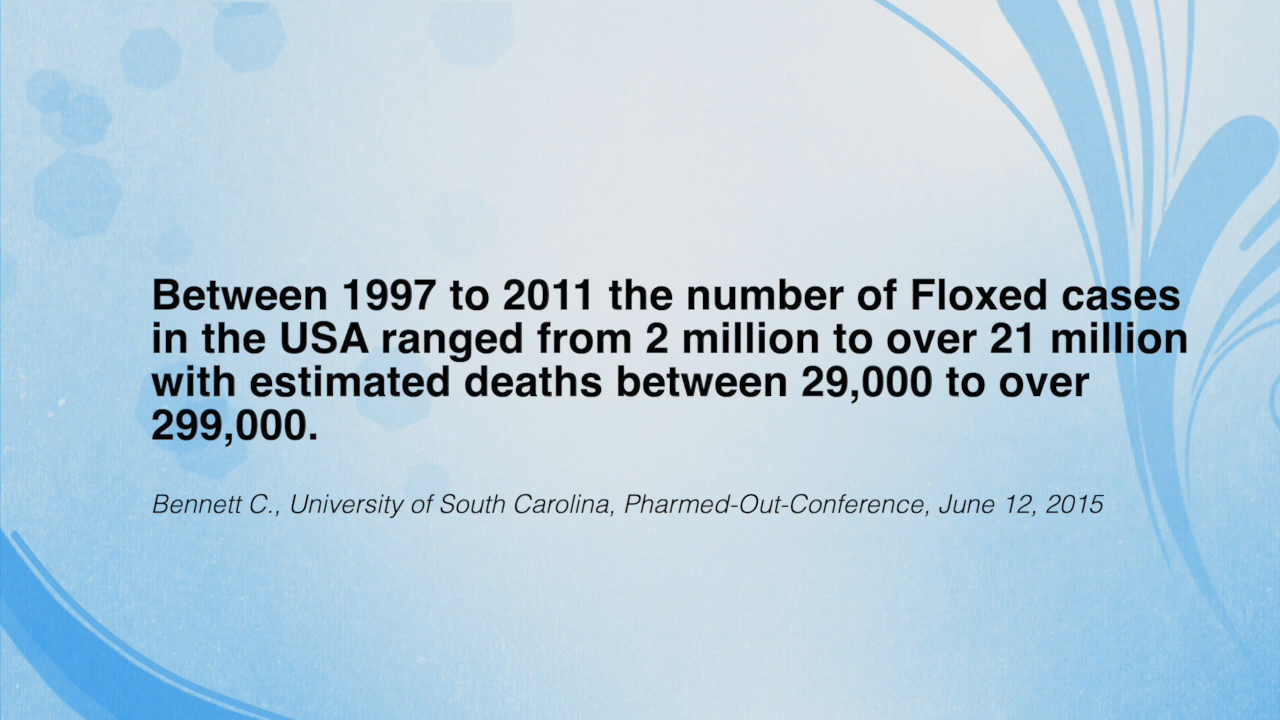 Between 1997 to 2011 the number of Floxed cases
in the USA ranged from 2 million to over 21 million
with estimated deaths between 29,000 to over
299,000.
Bennett C., University of South Carolina, Pharmed-Out-Conference, June 12, 2015